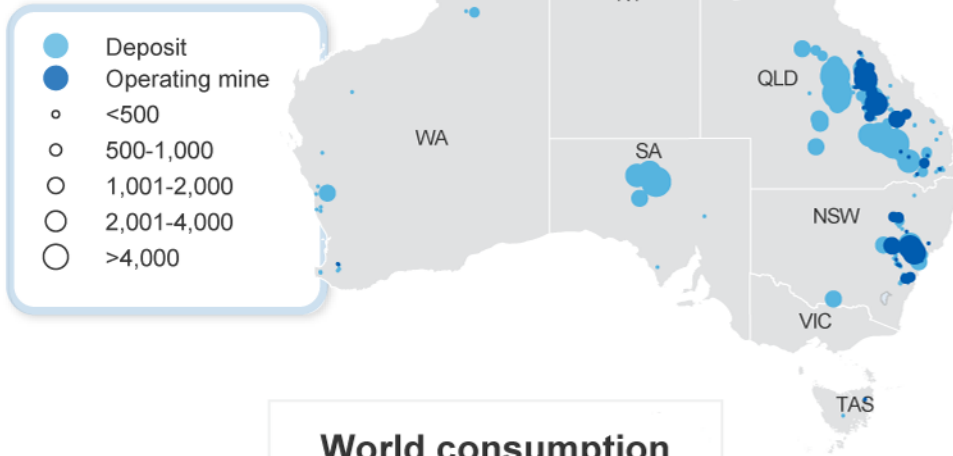 Deposit
Operating mine
<500
500-1,000
1,001-2,000
2,001-4,000
>4,000
QLD
WA
SA
NSW
VIC
TAS
World consumption